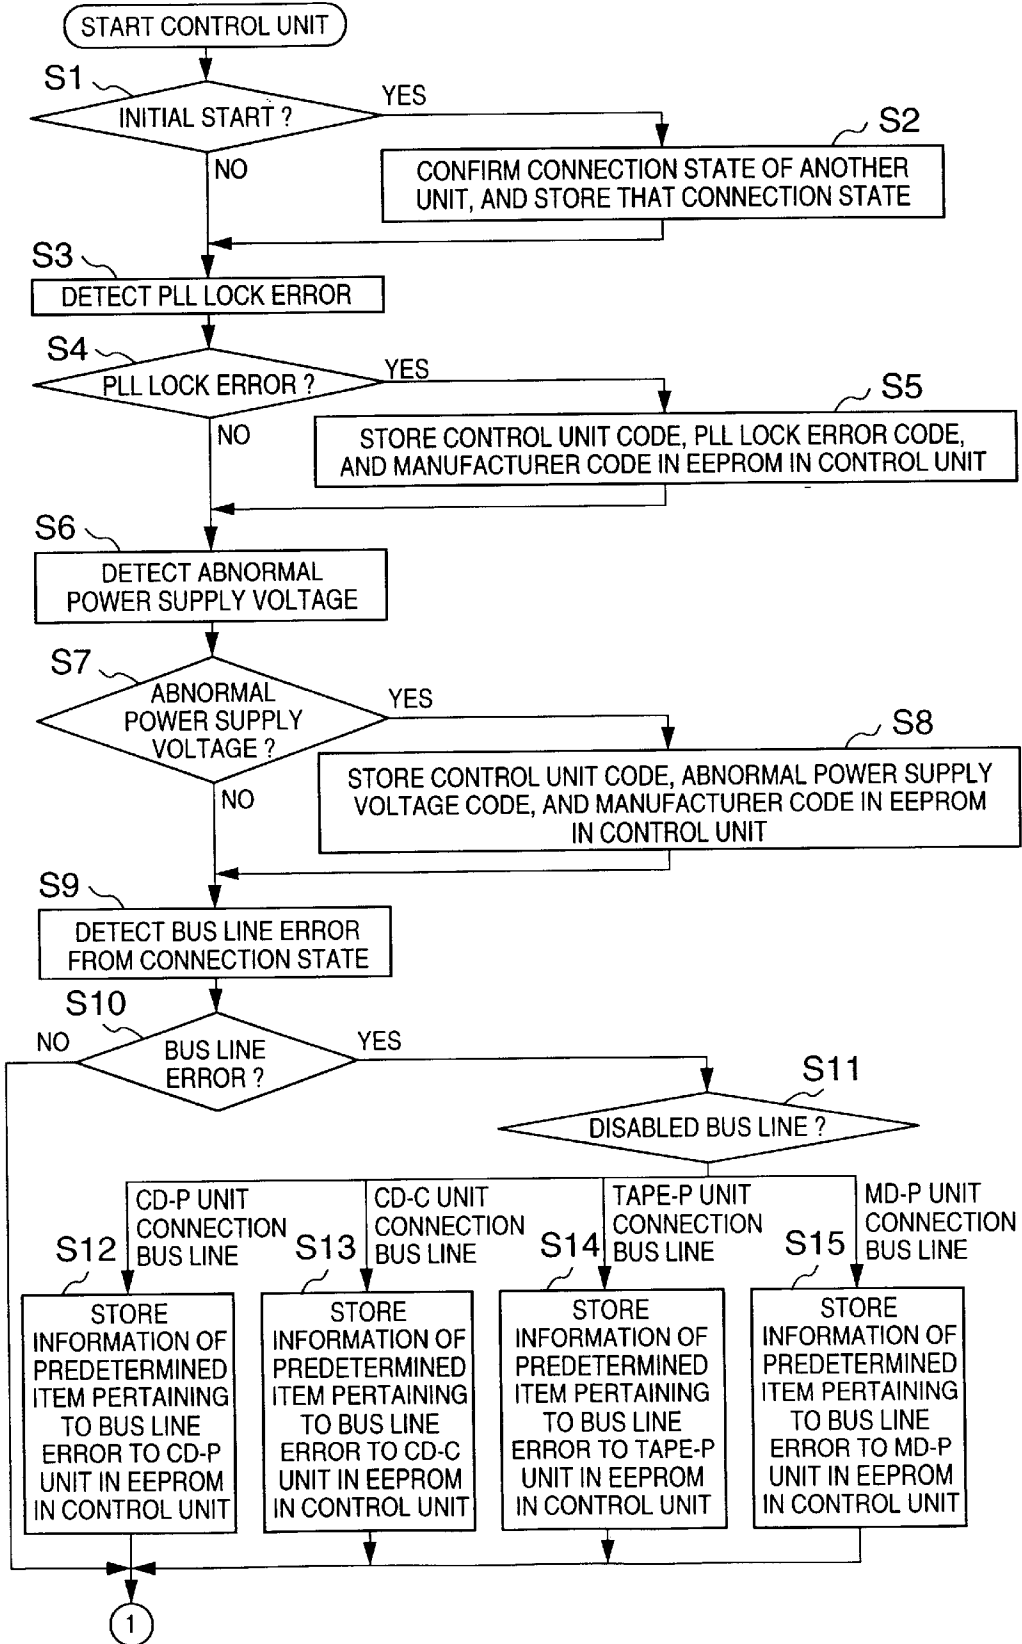 START CONTROL UNIT
S1
INITIAL START ?
YES
NO
S2
CONFIRM CONNECTION STATE OF ANOTHER
UNIT, AND STORE THAT CONNECTION STATE
S3
DETECT PLL LOCK ERROR
S4
PLL LOCK ERROR ?
YES
NO
S5
STORE CONTROL UNIT CODE, PLL LOCK ERROR CODE,
AND MANUFACTURER CODE IN EEPROM IN CONTROL UNIT
S6
DETECT ABNORMAL
POWER SUPPLY VOLTAGE
S7
ABNORMAL
POWER SUPPLY
VOLTAGE ?
YES
NO
S8
STORE CONTROL UNIT CODE, ABNORMAL POWER SUPPLY
VOLTAGE CODE, AND MANUFACTURER CODE IN EEPROM
IN CONTROL UNIT
S9
DETECT BUS LINE ERROR
FROM CONNECTION STATE
S10
BUS LINE
ERROR ?
NO
YES
S11
DISABLED BUS LINE ?
CD-P UNIT
CONNECTION
BUS LINE
S12
STORE
INFORMATION OF
PREDETERMINED
ITEM PERTAINING
TO BUS LINE
ERROR TO CD-P
UNIT IN EEPROM
IN CONTROL UNIT
CD-C UNIT
CONNECTION
BUS LINE
S13
STORE
INFORMATION OF
PREDETERMINED
ITEM PERTAINING
TO BUS LINE
ERROR TO CD-C
UNIT IN EEPROM
IN CONTROL UNIT
TAPE-P UNIT
CONNECTION
BUS LINE
S14
STORE
INFORMATION OF
PREDETERMINED
ITEM PERTAINING
TO BUS LINE
ERROR TO TAPE-P
UNIT IN EEPROM
IN CONTROL UNIT
MD-P UNIT
CONNECTION
BUS LINE
S15
STORE
INFORMATION OF
PREDETERMINED
ITEM PERTAINING
TO BUS LINE
ERROR TO MD-P
UNIT IN EEPROM
IN CONTROL UNIT
1